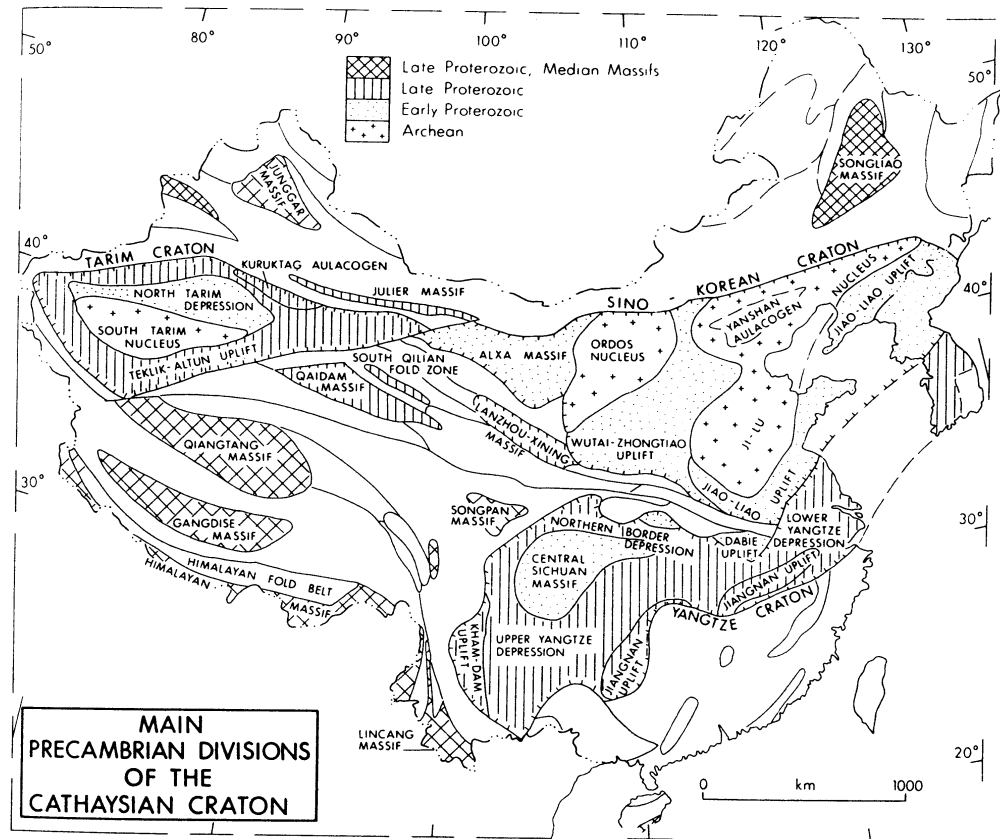 50°
80°
90°
100°
110°
120°
130°
50°
Late Proterozoic, Median Massifs
Late Proterozoic
Early Proterozoic
Archean
SONGLIAO
MASSIF
JUNGGAR
MASSIF
40°
TARIM CRATON
KURUKTAG AULACOGEN
JULIER MASSIF
SINO
KOREAN
CRATON
40°
NORTH TARIM
DEPRESSION
SOUTH TARIM
NUCLEUS
TEKLIK-ALTUN UPLIFT
YANSHAN
AULACOGEN
NUCLEUS
JIAO-LIAO UPLIFT
ORDOS
NUCLEUS
ALXA MASSIF
SOUTH QILIAN
FOLD ZONE
QAIDAM
MASSIF
LANZHOU-XINING
MASSIF
WUTAI-ZHONGTIAO
UPLIFT
JI-LU
JIAO-LIAO
UPLIFT
QIANGTANG
MASSIF
30°
GANGDISE
MASSIF
SONGPAN
MASSIF
NORTHERN
BORDER
DEPRESSION
DABIE
UPLIFT
LOWER
YANGTZE
DEPRESSION
30°
CENTRAL
SICHUAN
MASSIF
HIMALAYAN FOLD BELT
HIMALAYAN
MASSIF
JIANGNAN UPLIFT
YANGTZE CRATON
KHAM-DAM
UPLIFT
UPPER YANGTZE
DEPRESSION
JIANGNAN
UPLIFT
LINCANG
MASSIF
20°
0 km 1000
MAIN
PRECAMBRIAN DIVISIONS
OF THE
CATHAYSIAN CRATON